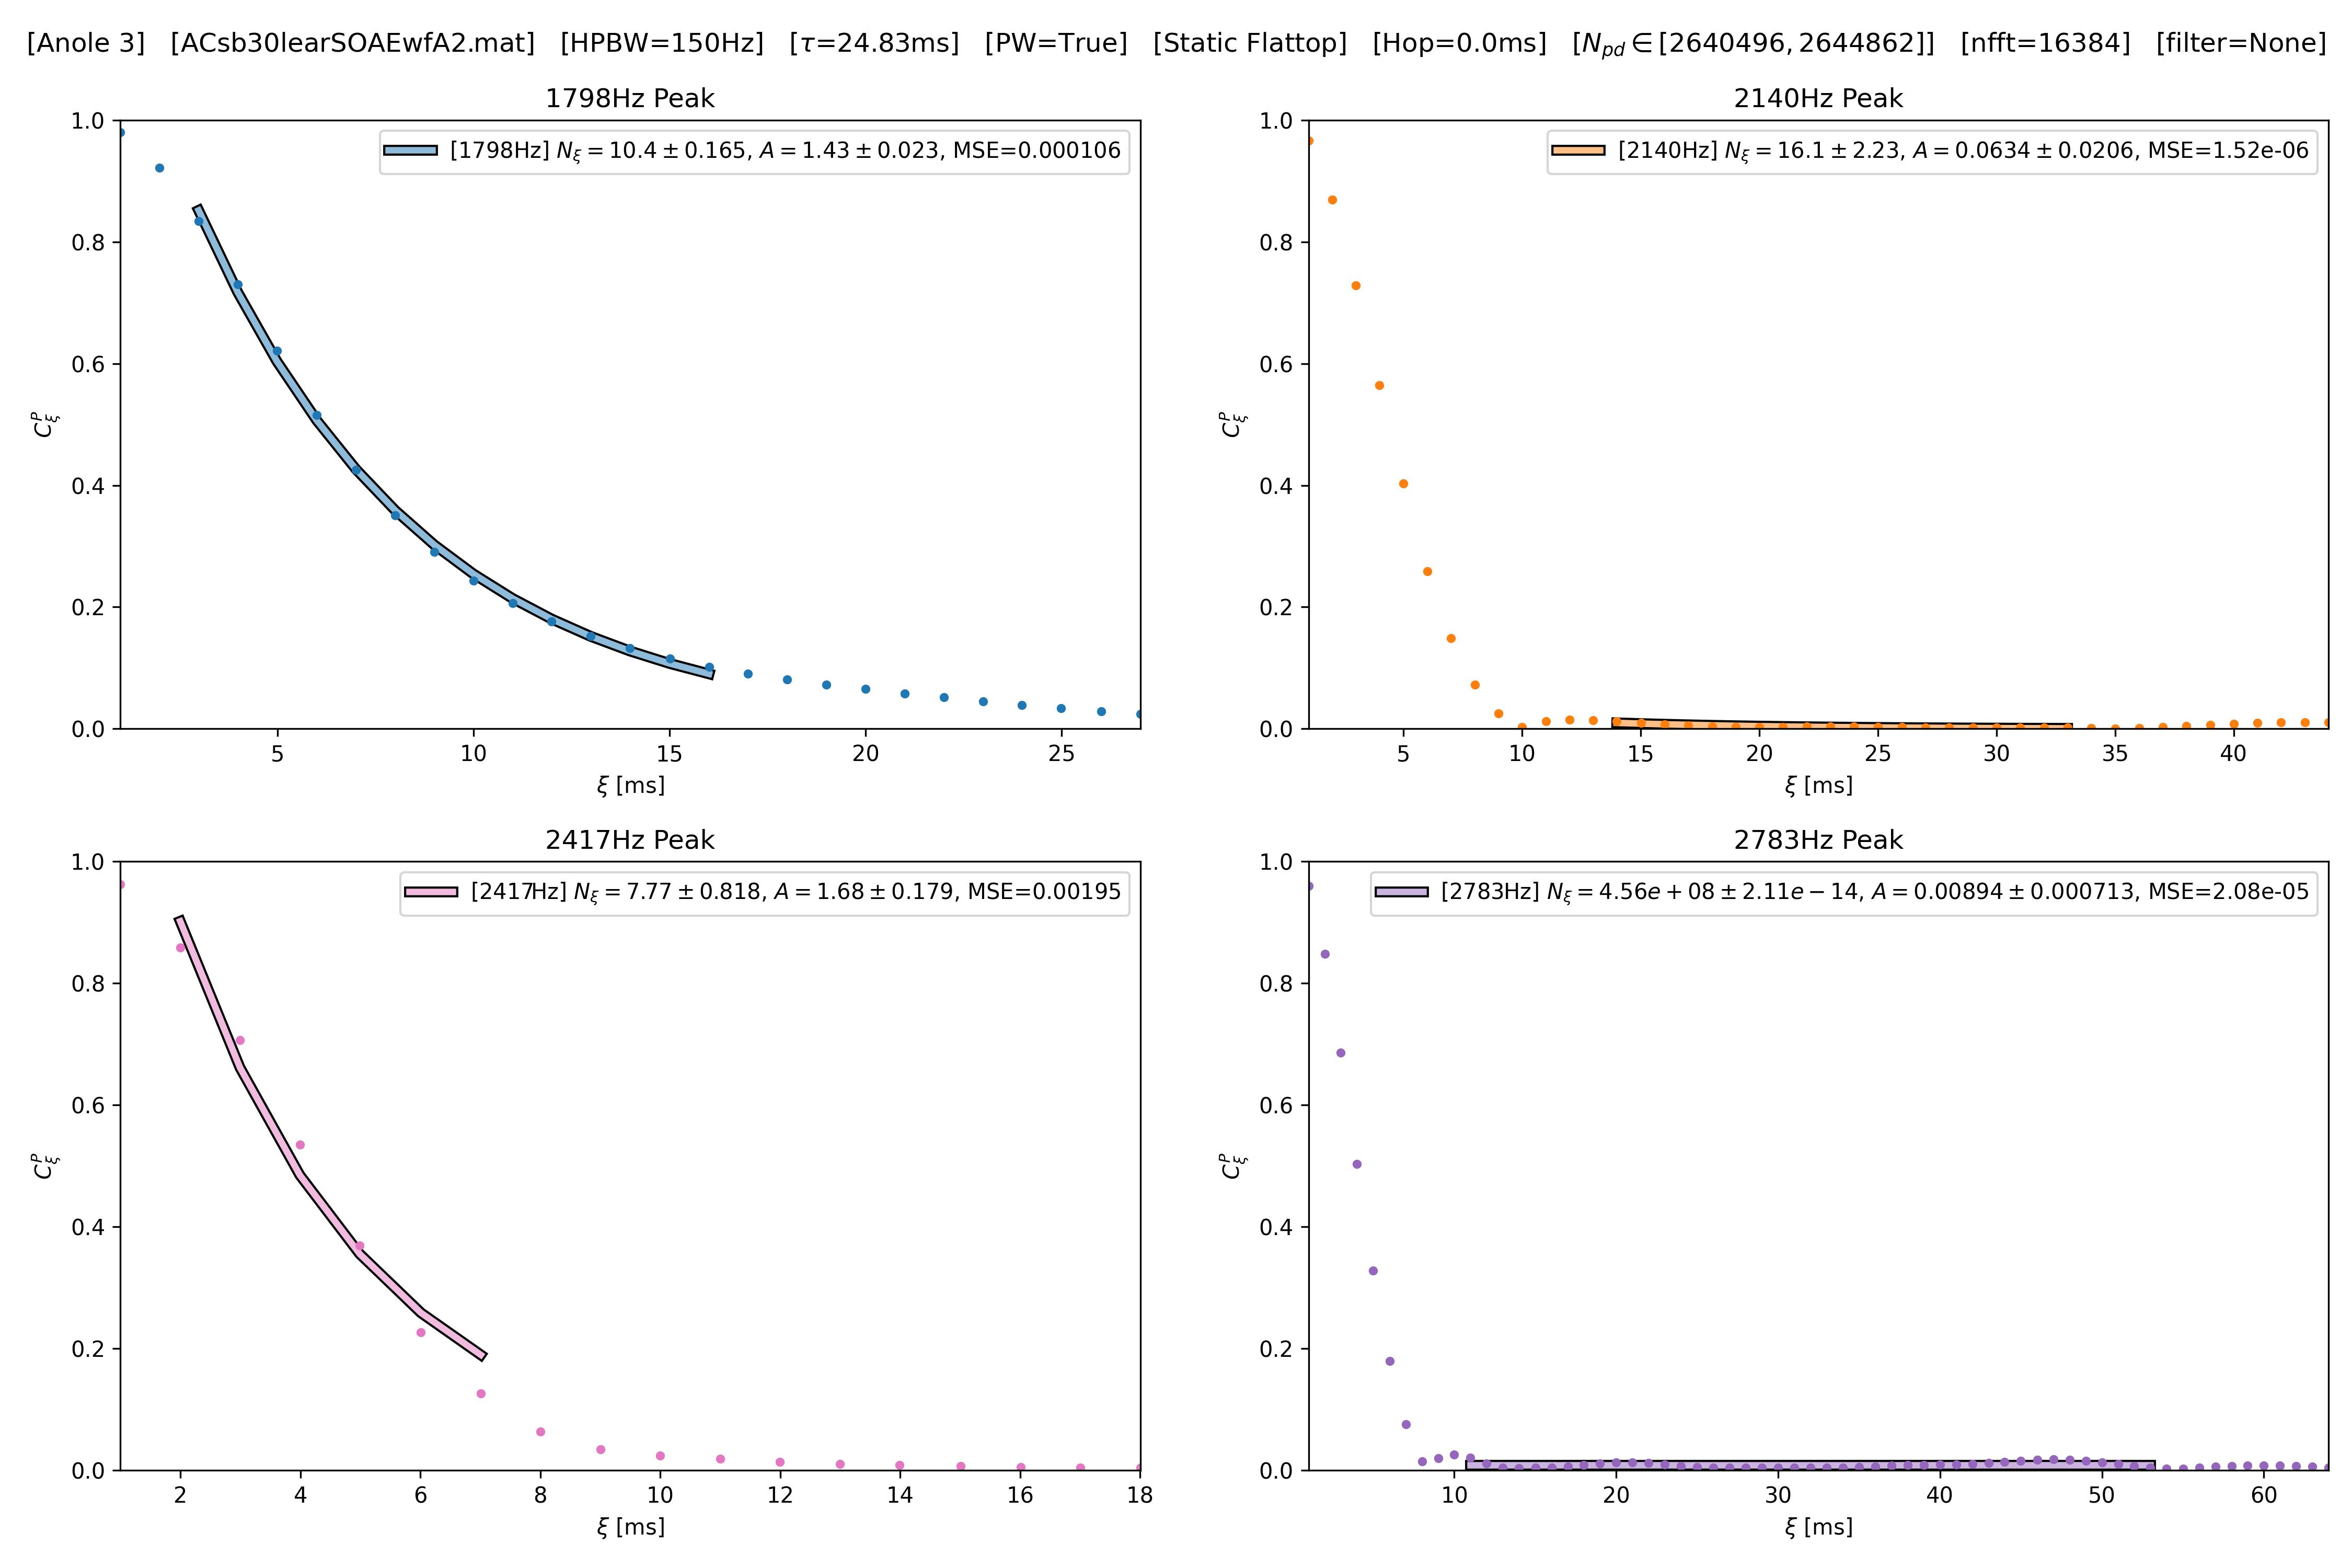 [Anole 3] [ACsb30learSOAEwfA2.mat] [HPBW=150Hz] [τ=24.83ms] [PW=True] [Static Flattop] [Hop=0.0ms] [N_pd ∈ [2640496, 2644862]] [nfft=16384] [filter=None]
1798Hz Peak
[1798Hz] N_ξ = 10.4 ± 0.165, A = 1.43 ± 0.023, MSE=0.000106
1.0
0.8
0.6
0.4
0.2
0.0
C_ξ^P
5 10 15 20 25
ξ [ms]
2140Hz Peak
[2140Hz] N_ξ = 16.1 ± 2.23, A = 0.0634 ± 0.0206, MSE=1.52e-06
1.0
0.8
0.6
0.4
0.2
0.0
C_ξ^P
5 10 15 20 25 30 35 40
ξ [ms]
2417Hz Peak
[2417Hz] N_ξ = 7.77 ± 0.818, A = 1.68 ± 0.179, MSE=0.00195
1.0
0.8
0.6
0.4
0.2
0.0
C_ξ^P
2 4 6 8 10 12 14 16 18
ξ [ms]
2783Hz Peak
[2783Hz] N_ξ = 4.56e + 08 ± 2.11e − 14, A = 0.00894 ± 0.000713, MSE=2.08e-05
1.0
0.8
0.6
0.4
0.2
0.0
C_ξ^P
10 20 30 40 50 60
ξ [ms]